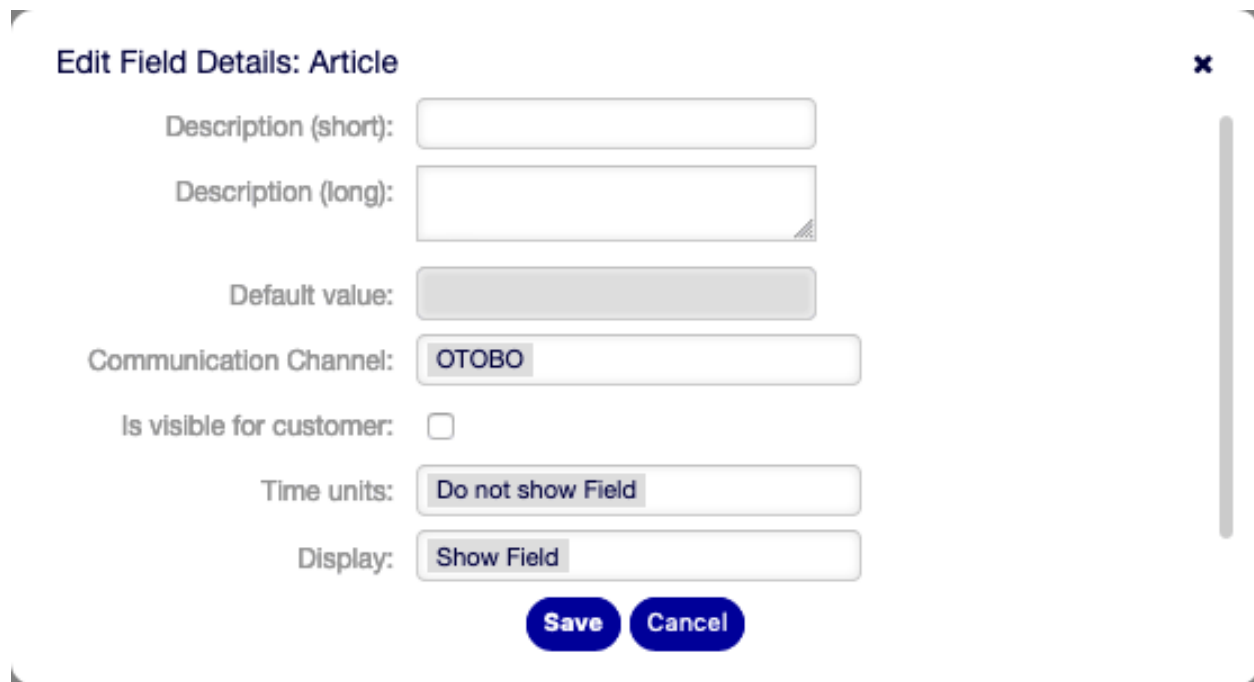 Edit Field Details: Article
Description (short):
Description (long):
Default value:
Communication Channel: OTOBO
Is visible for customer:
Time units: Do not show Field
Display: Show Field
Save Cancel